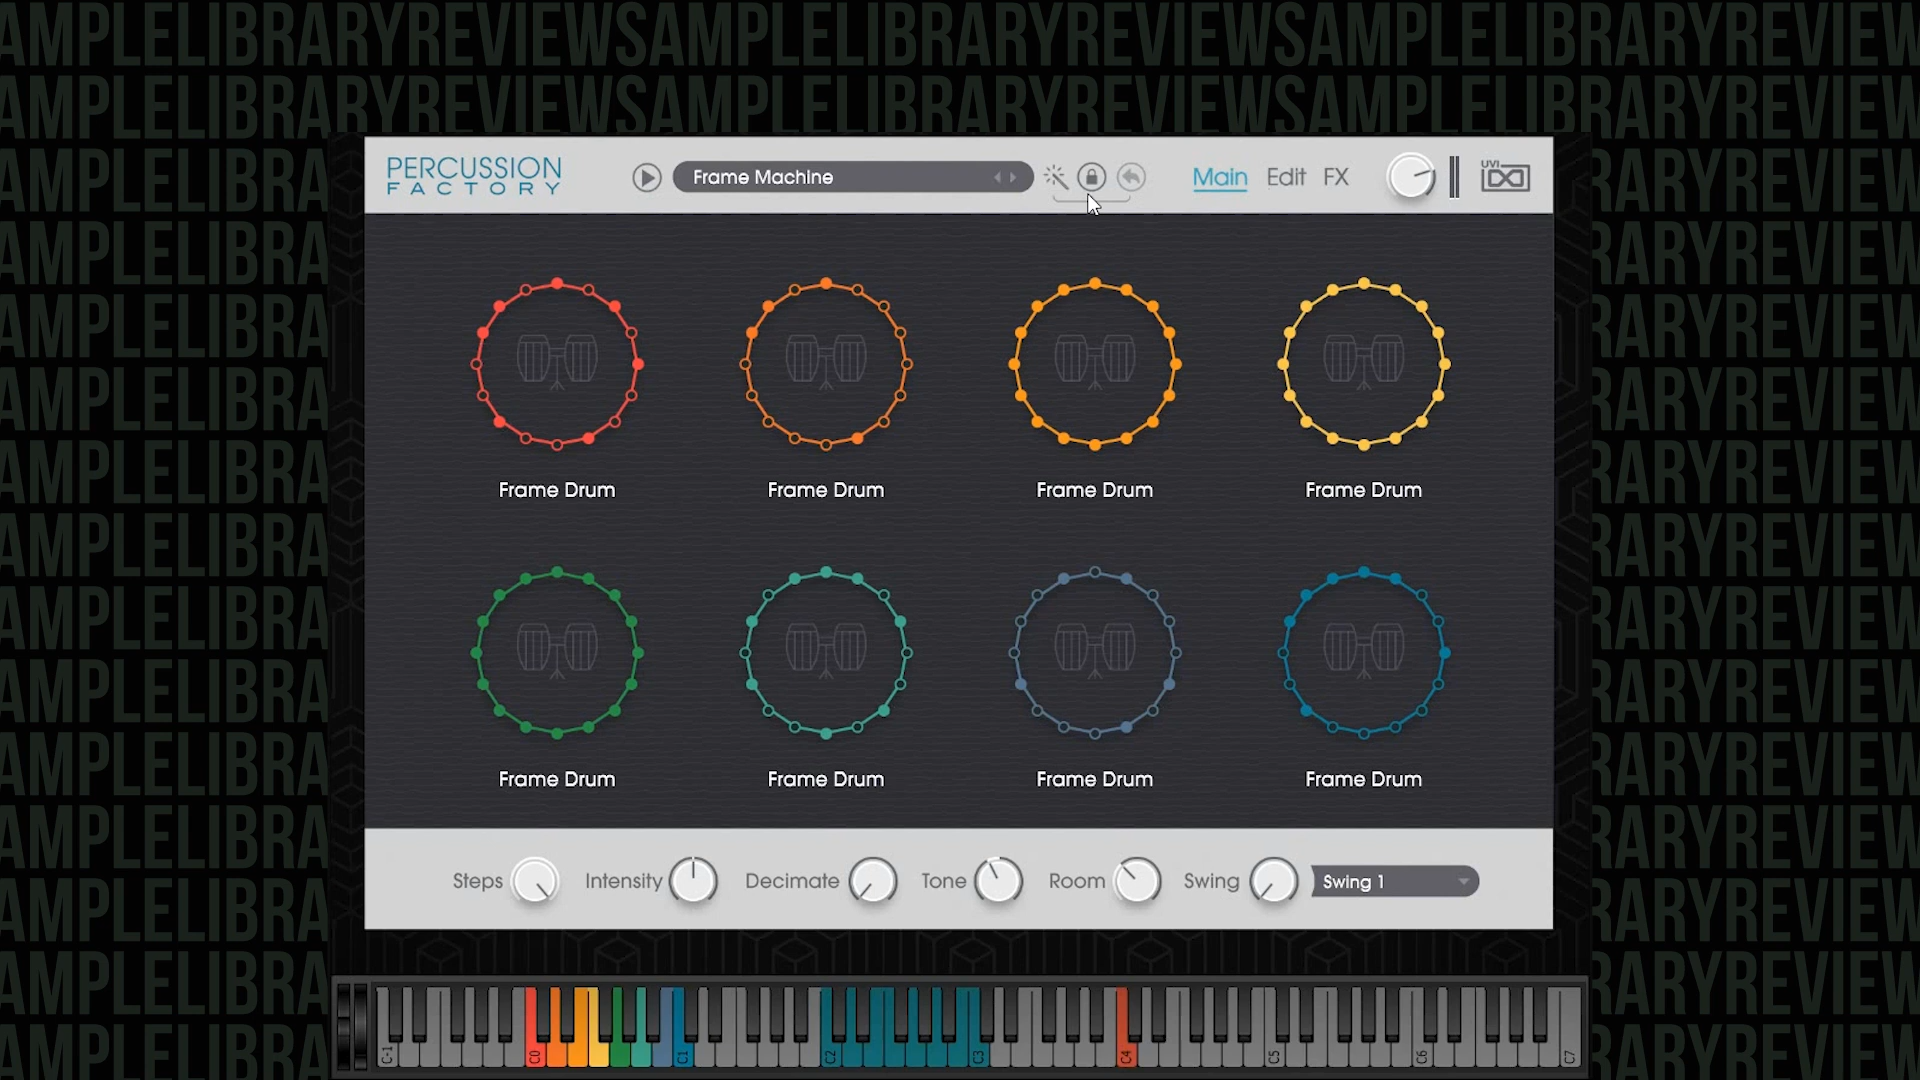 AMPLELIBRARYREVIEWSAMPLELIBRARYREVIEWSAMPLELIBRARYREVIEW
AMPLELIBRARYREVIEWSAMPLELIBRARYREVIEWSAMPLELIBRARYREVIEW
PERCUSSION
FACTORY
Frame Machine
Main Edit FX
UVI
Frame Drum Frame Drum Frame Drum Frame Drum
Frame Drum Frame Drum Frame Drum Frame Drum
Steps Intensity Decimate Tone Room Swing Swing 1
C-1 C0 C1 C2 C3 C4 C5 C6 C7